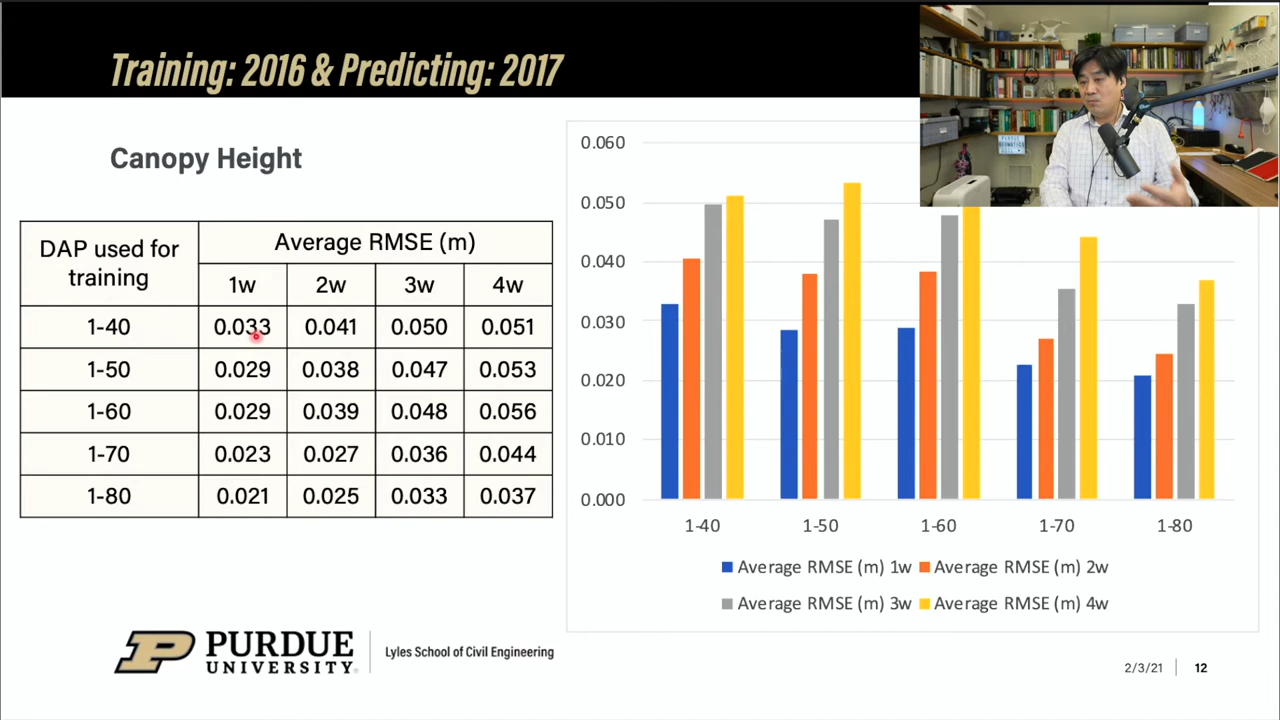 Training: 2016 & Predicting: 2017
Canopy Height
DAP used for training
Average RMSE (m)
1w 2w 3w 4w
1-40 0.033 0.041 0.050 0.051
1-50 0.029 0.038 0.047 0.053
1-60 0.029 0.039 0.048 0.056
1-70 0.023 0.027 0.036 0.044
1-80 0.021 0.025 0.033 0.037
0.060
0.050
0.040
0.030
0.020
0.010
0.000
1-40 1-50 1-60 1-70 1-80
Average RMSE (m) 1w Average RMSE (m) 2w
Average RMSE (m) 3w Average RMSE (m) 4w
PURDUE
UNIVERSITY
Lyles School of Civil Engineering
2/3/21 12
PURDUE
GEOMATICS